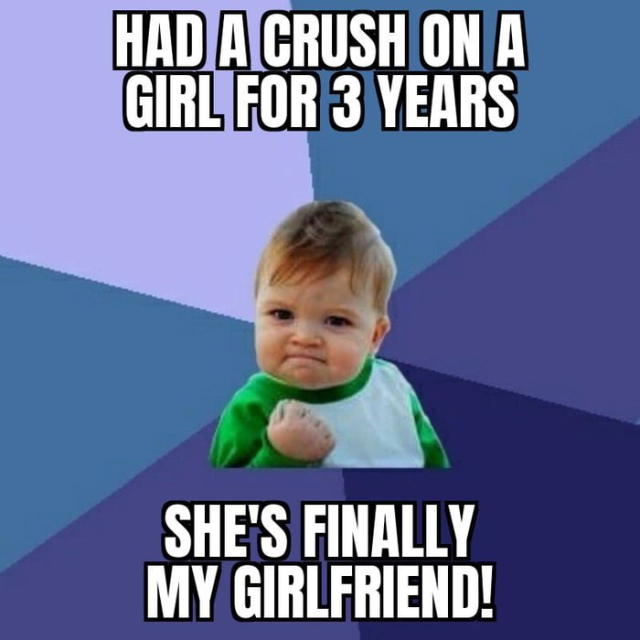 HAD A CRUSH ON A
GIRL FOR 3 YEARS
SHE'S FINALLY
MY GIRLFRIEND!